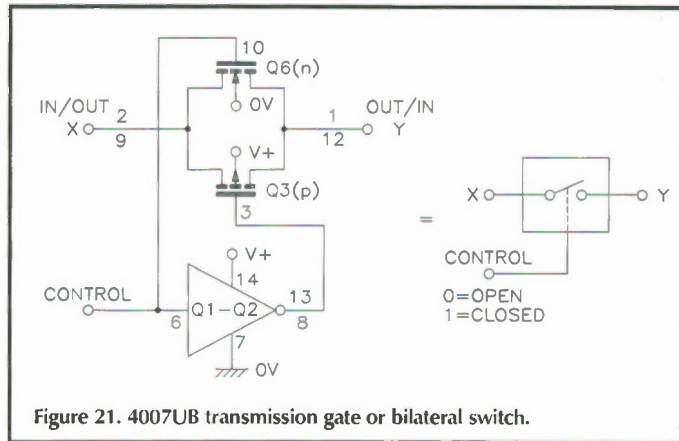 10
Q6(n)
0V
IN/OUT
X
2
9
OUT/IN
1
12
Y
V+
Q3(p)
3
V+
14
CONTROL
6
Q1-Q2
13
8
7
0V
=
X
Y
CONTROL
0=OPEN
1=CLOSED
Figure 21. 4007UB transmission gate or bilateral switch.